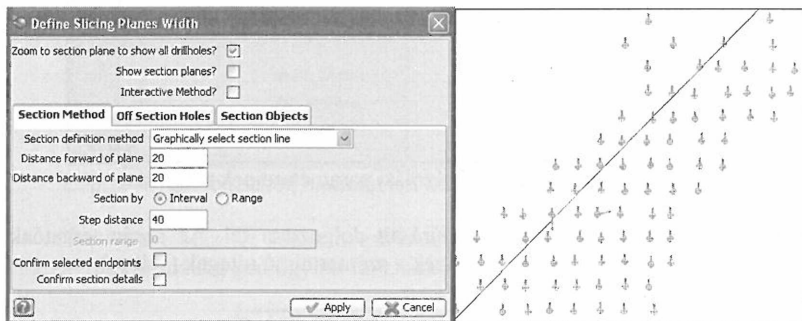 Define Slicing Planes Width
Zoom to section plane to show all drillholes?
Show section planes?
Interactive Method?
Section Method
Off Section Holes
Section Objects
Section definition method Graphically select section line
Distance forward of plane 20
Distance backward of plane 20
Section by Interval Range
Step distance 40
Section range 0
Confirm selected endpoints
Confirm section details
Apply
Cancel